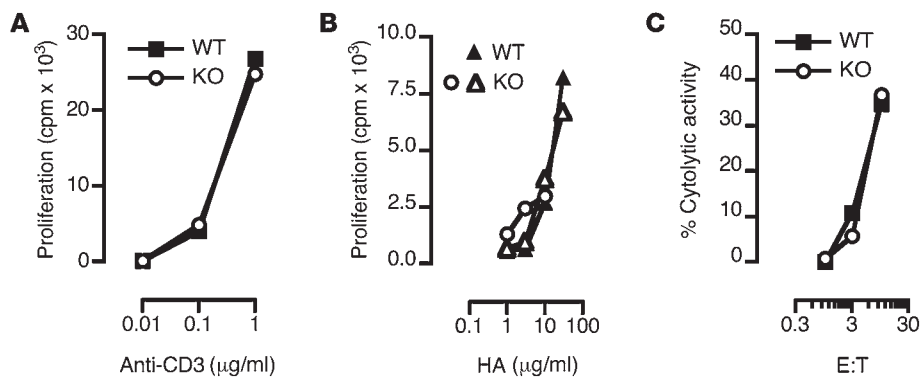 A
Proliferation (cpm x 10³)
30
20
10
0
WT
KO
0.01 0.1 1
Anti-CD3 (μg/ml)
B
Proliferation (cpm x 10³)
10.0
7.5
5.0
2.5
0.0
WT
KO
0.1 1 10 100
HA (μg/ml)
C
% Cytolytic activity
50
40
30
20
10
0
WT
KO
0.3 3 30
E:T